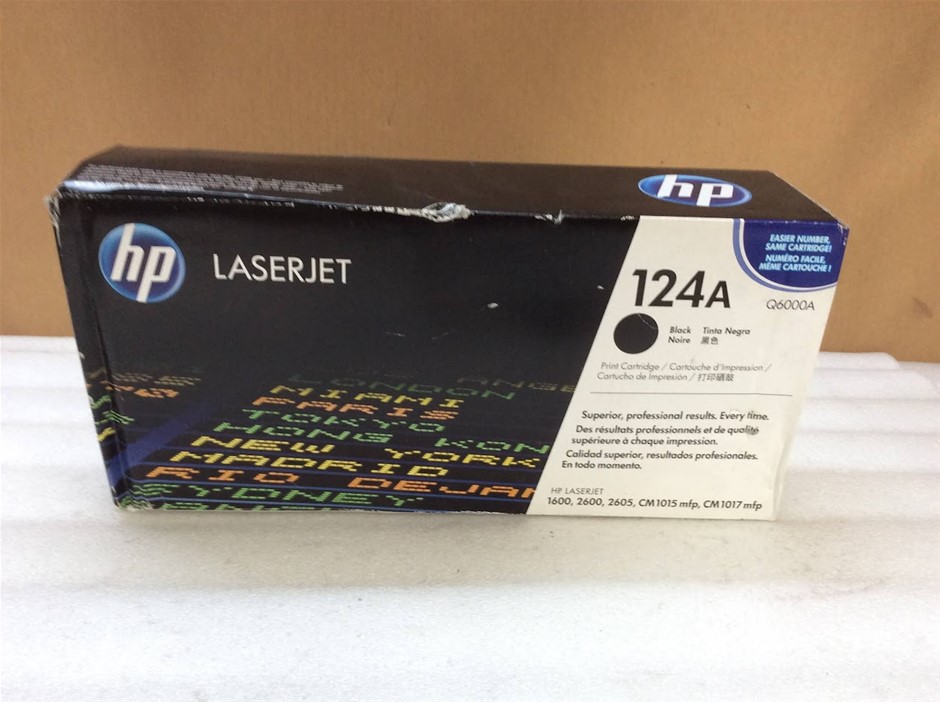 hp
hp
LASERJET
EASIER NUMBER,
SAME CARTRIDGE!
NUMÉRO FACILE,
MÊME CARTOUCHE !
124A
Q6000A
Black Tinta Negra
Noire 黑色
Print Cartridge / Cartouche d'Impression /
Cartucho de Impresión / 打印硒鼓
Superior, professional results. Every time.
Des résultats professionnels et de qualité
supérieure à chaque impression.
Calidad superior, resultados profesionales.
En todo momento.
HP LASERJET
1600, 2600, 2605, CM1015 mfp, CM1017 mfp
LONDON
MIAMI
PARIS
TOKYO
HONG KON
NEW YORK
MADRID
RIO DEJAN
SYDNEY